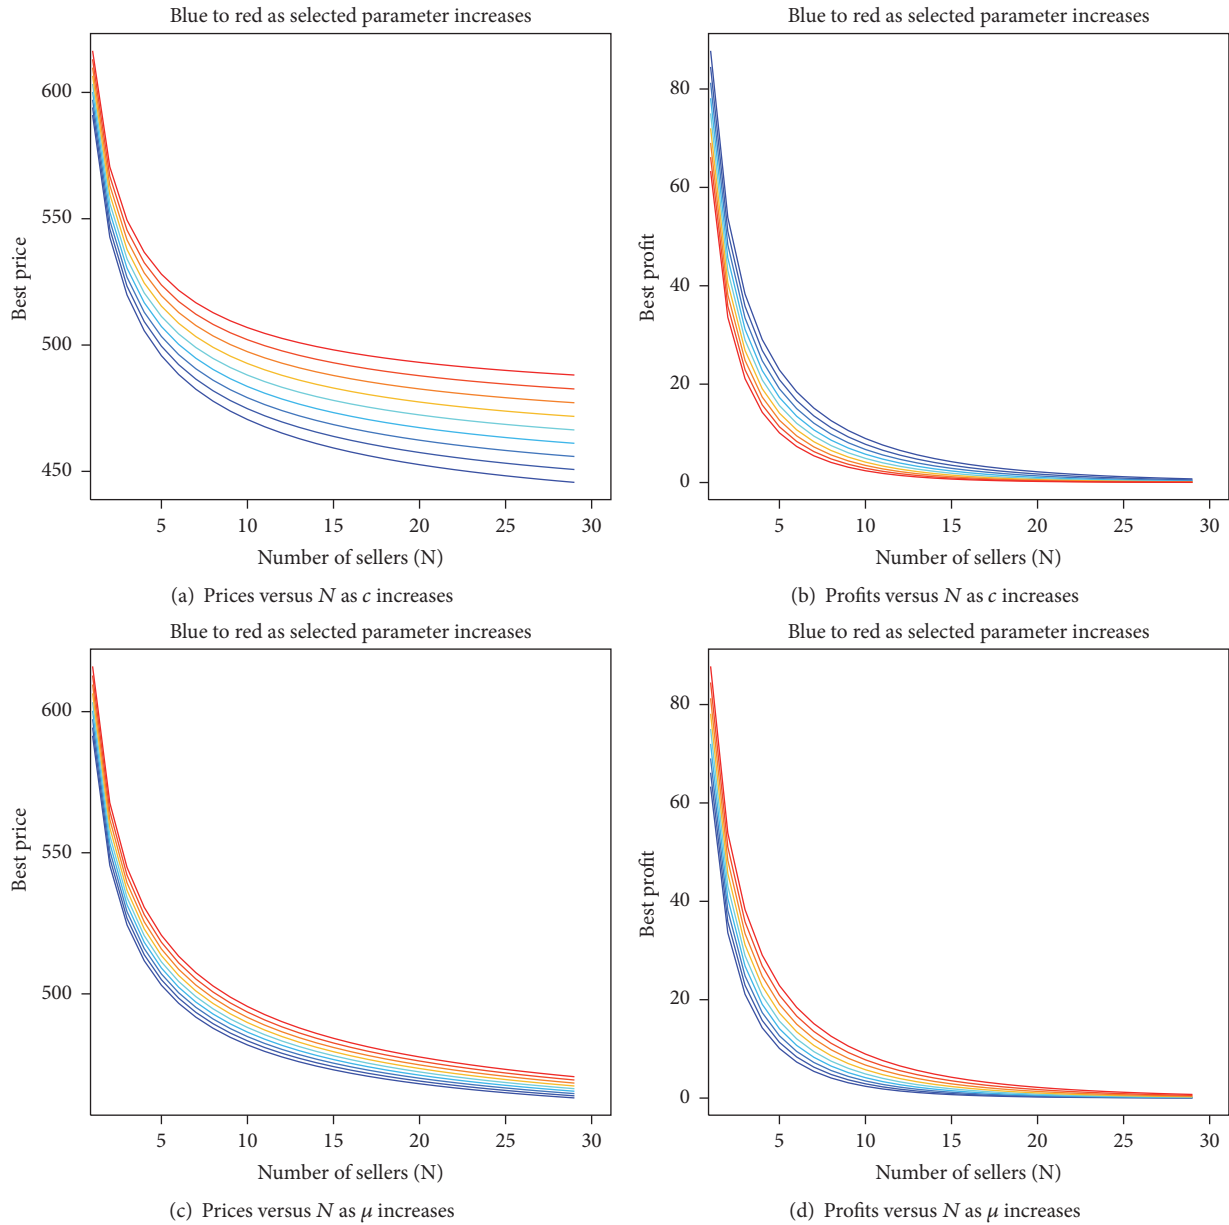 Blue to red as selected parameter increases
Best price
600
550
500
450
5 10 15 20 25 30
Number of sellers (N)
(a) Prices versus N as c increases
Blue to red as selected parameter increases
Best profit
80
60
40
20
0
5 10 15 20 25 30
Number of sellers (N)
(b) Profits versus N as c increases
Blue to red as selected parameter increases
Best price
600
550
500
5 10 15 20 25 30
Number of sellers (N)
(c) Prices versus N as μ increases
Blue to red as selected parameter increases
Best profit
80
60
40
20
0
5 10 15 20 25 30
Number of sellers (N)
(d) Profits versus N as μ increases